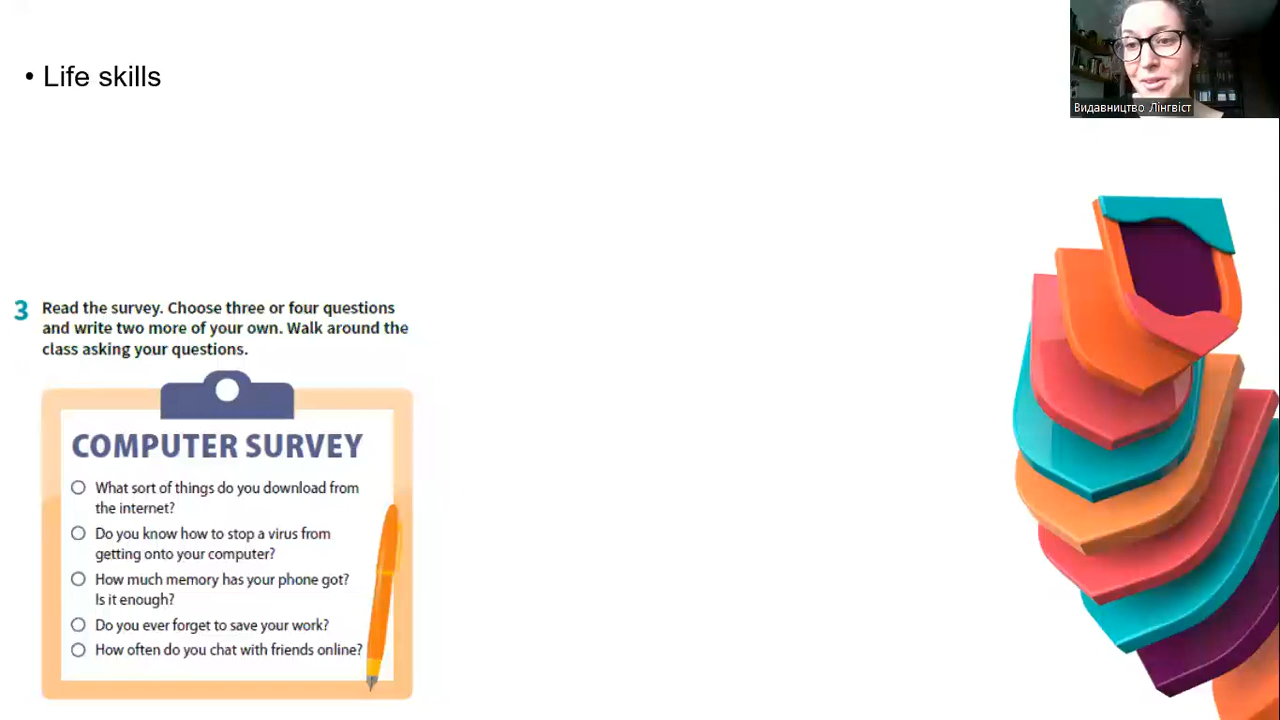 • Life skills
Видавництво Лінгвіст
3 Read the survey. Choose three or four questions
and write two more of your own. Walk around the
class asking your questions.
COMPUTER SURVEY
What sort of things do you download from
the internet?
Do you know how to stop a virus from
getting onto your computer?
How much memory has your phone got?
Is it enough?
Do you ever forget to save your work?
How often do you chat with friends online?